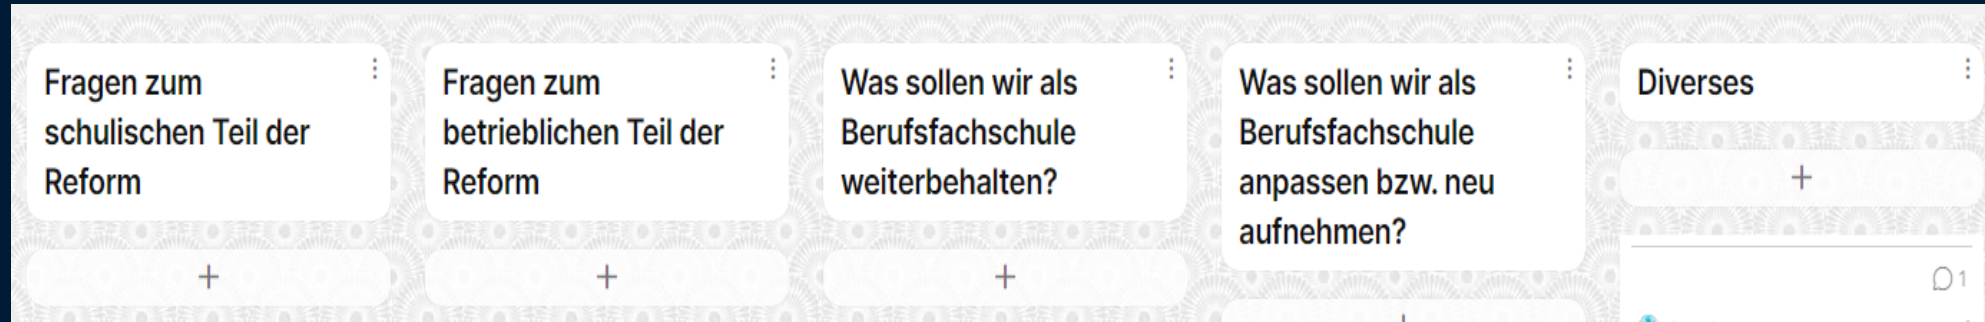 Fragen zum
schulischen Teil der
Reform
Fragen zum
betrieblichen Teil der
Reform
Was sollen wir als
Berufsfachschule
weiterbehalten?
Was sollen wir als
Berufsfachschule
anpassen bzw. neu
aufnehmen?
Diverses
1